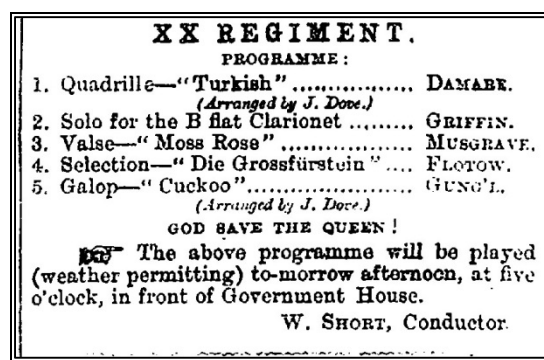 XX REGIMENT.
PROGRAMME:
1. Quadrille—"Turkish" ................. DAMARE.
(Arranged by J. Dove.)
2. Solo for the B flat Clarionet ......... GRIFFIN.
3. Valse—"Moss Rose" .................. MUSGRAVE.
4. Selection—"Die Grossfürstein" .... FLOTOW.
5. Galop—"Cuckoo"....................... GUNG'L.
(Arranged by J. Dove.)
GOD SAVE THE QUEEN!
☞ The above programme will be played
(weather permitting) to-morrow afternoon, at five
o'clock, in front of Government House.
W. SHORT, Conductor.